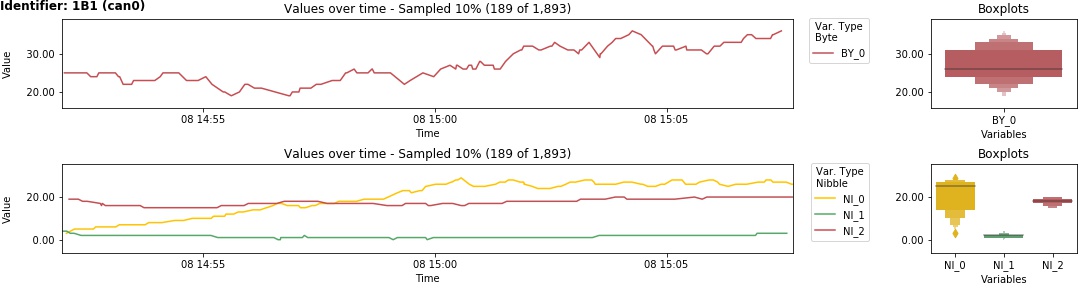 Identifier: 1B1 (can0)
Values over time - Sampled 10% (189 of 1,893)
Boxplots
Value
30.00
20.00
08 14:55
08 15:00
08 15:05
Time
Var. Type
Byte
BY_0
30.00
20.00
BY_0
Variables
Values over time - Sampled 10% (189 of 1,893)
Boxplots
Value
20.00
0.00
08 14:55
08 15:00
08 15:05
Time
Var. Type
Nibble
NI_0
NI_1
NI_2
20.00
0.00
NI_0
NI_1
NI_2
Variables